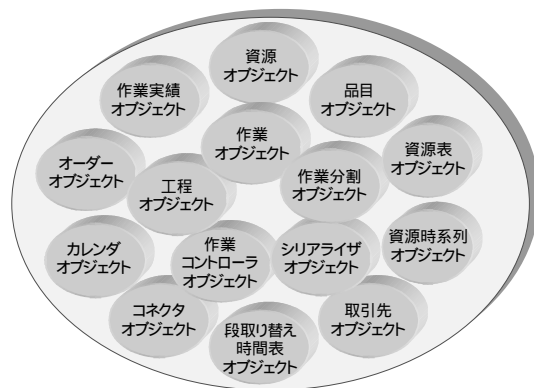 資源
オブジェクト
作業実績
オブジェクト
品目
オブジェクト
作業
オブジェクト
オーダー
オブジェクト
工程
オブジェクト
作業分割
オブジェクト
資源表
オブジェクト
カレンダ
オブジェクト
作業
コントローラ
オブジェクト
シリアライザ
オブジェクト
資源時系列
オブジェクト
コネクタ
オブジェクト
段取り替え
時間表
オブジェクト
取引先
オブジェクト